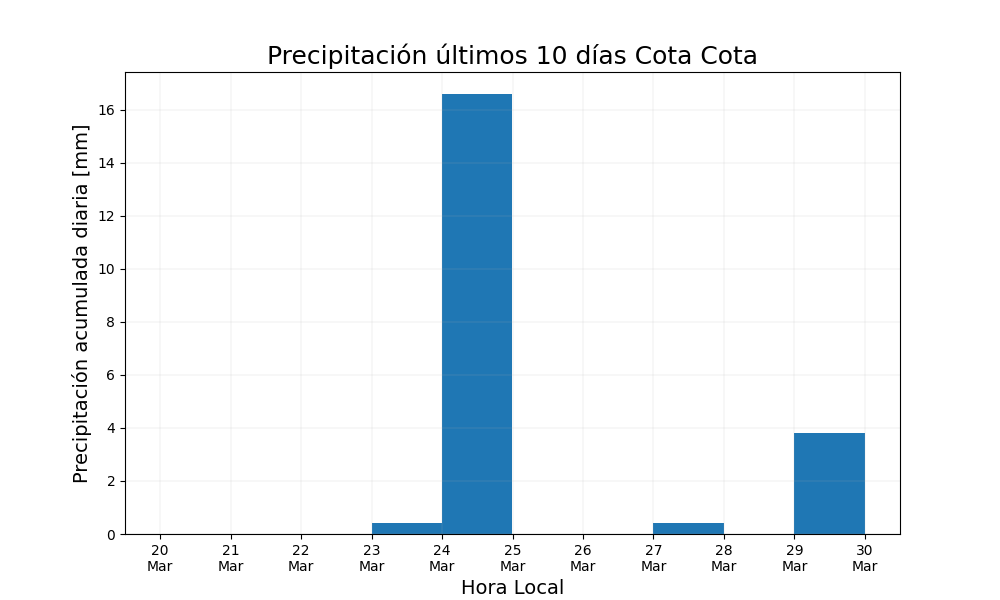 Precipitación últimos 10 días Cota Cota
Precipitación acumulada diaria [mm]
16
14
12
10
8
6
4
2
0
20 21 22 23 24 25 26 27 28 29 30
Mar Mar Mar Mar Mar Mar Mar Mar Mar Mar Mar
Hora Local